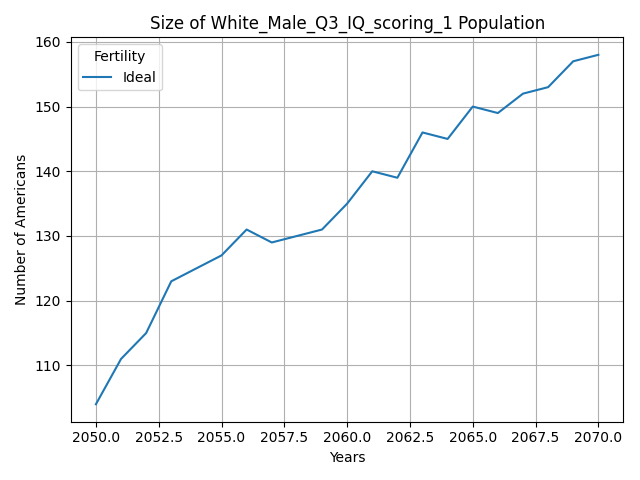 Size of White_Male_Q3_IQ_scoring_1 Population
Fertility
Ideal
Number of Americans
160
150
140
130
120
110
2050.0 2052.5 2055.0 2057.5 2060.0 2062.5 2065.0 2067.5 2070.0
Years